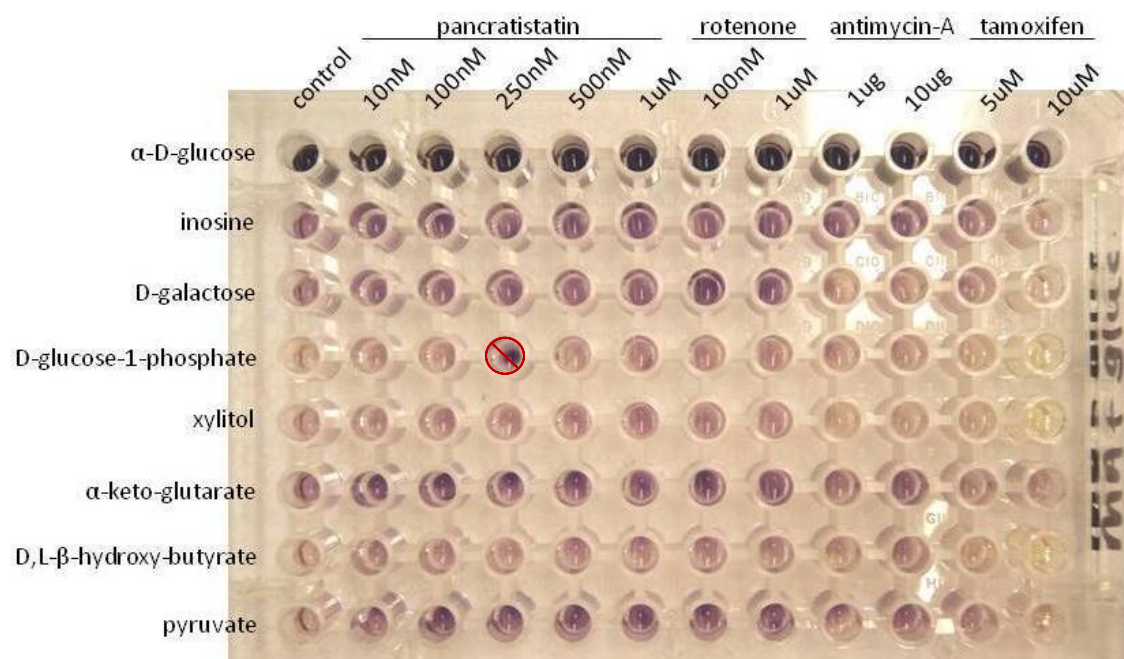 pancratistatin rotenone antimycin-A tamoxifen
control 10nM 100nM 250nM 500nM 1uM 100nM 1uM 1ug 10ug 5uM 10uM
α-D-glucose
inosine
D-galactose
D-glucose-1-phosphate
xylitol
α-keto-glutarate
D,L-β-hydroxy-butyrate
pyruvate